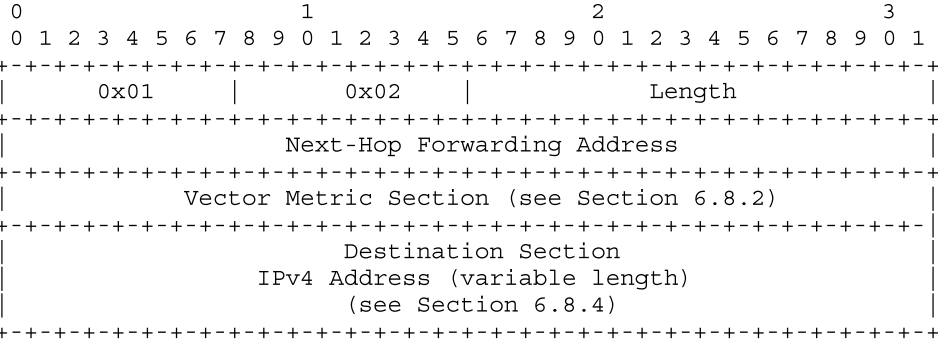 0                   1                   2                   3
 0 1 2 3 4 5 6 7 8 9 0 1 2 3 4 5 6 7 8 9 0 1 2 3 4 5 6 7 8 9 0 1
+-+-+-+-+-+-+-+-+-+-+-+-+-+-+-+-+-+-+-+-+-+-+-+-+-+-+-+-+-+-+-+-+
|      0x01     |       0x02    |            Length             |
+-+-+-+-+-+-+-+-+-+-+-+-+-+-+-+-+-+-+-+-+-+-+-+-+-+-+-+-+-+-+-+-+
|                   Next-Hop Forwarding Address                 |
+-+-+-+-+-+-+-+-+-+-+-+-+-+-+-+-+-+-+-+-+-+-+-+-+-+-+-+-+-+-+-+-+
|            Vector Metric Section (see Section 6.8.2)          |
+-+-+-+-+-+-+-+-+-+-+-+-+-+-+-+-+-+-+-+-+-+-+-+-+-+-+-+-+-+-+-+-|
|                       Destination Section                     |
|                 IPv4 Address (variable length)                |
|                       (see Section 6.8.4)                     |
+-+-+-+-+-+-+-+-+-+-+-+-+-+-+-+-+-+-+-+-+-+-+-+-+-+-+-+-+-+-+-+-+